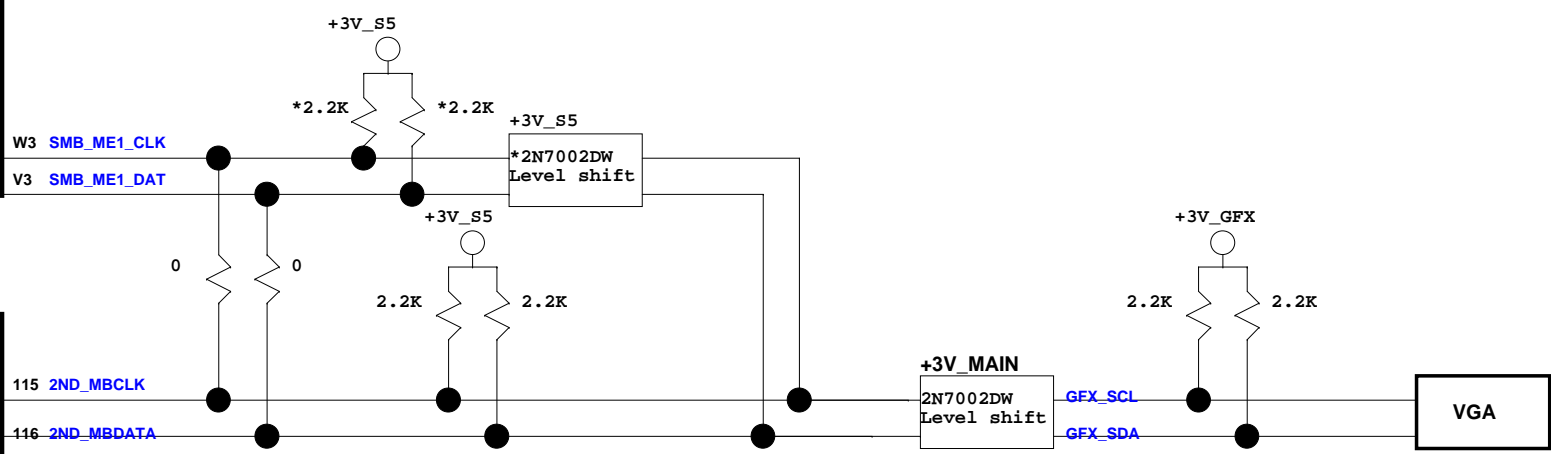 +3V_S5
*2.2K *2.2K
+3V_S5
W3 SMB_ME1_CLK
*2N7002DW
Level shift
V3 SMB_ME1_DAT
+3V_S5
+3V_GFX
0 0
2.2K 2.2K
2.2K 2.2K
+3V_MAIN
115 2ND_MBCLK
2N7002DW
Level shift
GFX_SCL
VGA
116 2ND_MBDATA
GFX_SDA